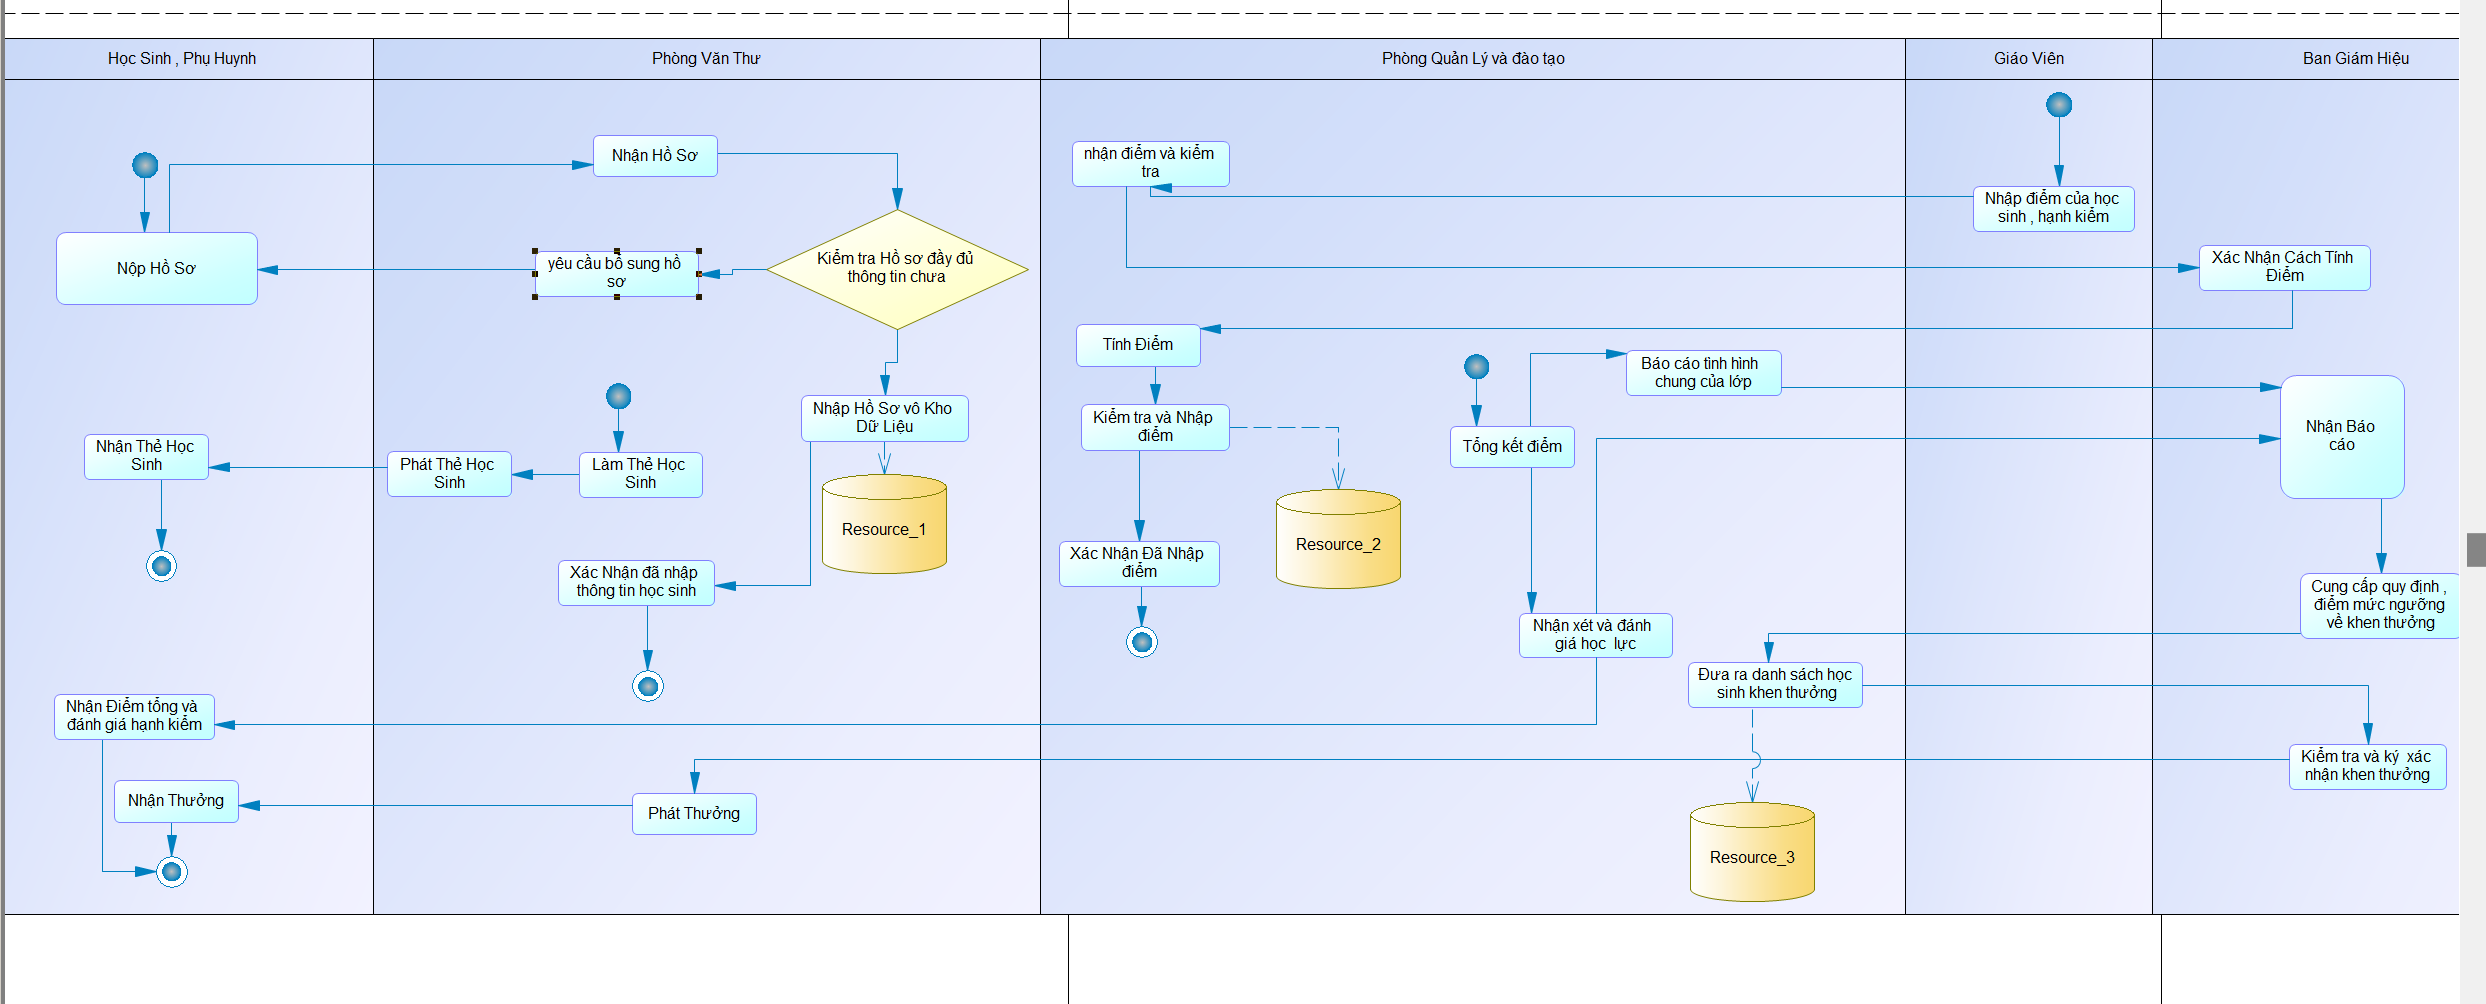 Học Sinh , Phụ Huynh
Phòng Văn Thư
Phòng Quản Lý và đào tạo
Giáo Viên
Ban Giám Hiệu
Nộp Hồ Sơ
Nhận Thẻ Học
Sinh
Nhận Điểm tổng và
đánh giá hạnh kiểm
Nhận Thưởng
Nhận Hồ Sơ
Kiểm tra Hồ sơ đầy đủ
thông tin chưa
yêu cầu bổ sung hồ
sơ
Nhập Hồ Sơ vô Kho
Dữ Liệu
Resource_1
Làm Thẻ Học
Sinh
Phát Thẻ Học
Sinh
Xác Nhận đã nhập
thông tin học sinh
Phát Thưởng
nhận điểm và kiểm
tra
Tính Điểm
Kiểm tra và Nhập
điểm
Resource_2
Xác Nhận Đã Nhập
điểm
Tổng kết điểm
Báo cáo tình hình
chung của lớp
Nhận xét và đánh
giá học lực
Đưa ra danh sách học
sinh khen thưởng
Resource_3
Nhập điểm của học
sinh , hạnh kiểm
Xác Nhận Cách Tính
Điểm
Nhận Báo
cáo
Cung cấp quy định ,
điểm mức ngưỡng
về khen thưởng
Kiểm tra và ký xác
nhận khen thưởng